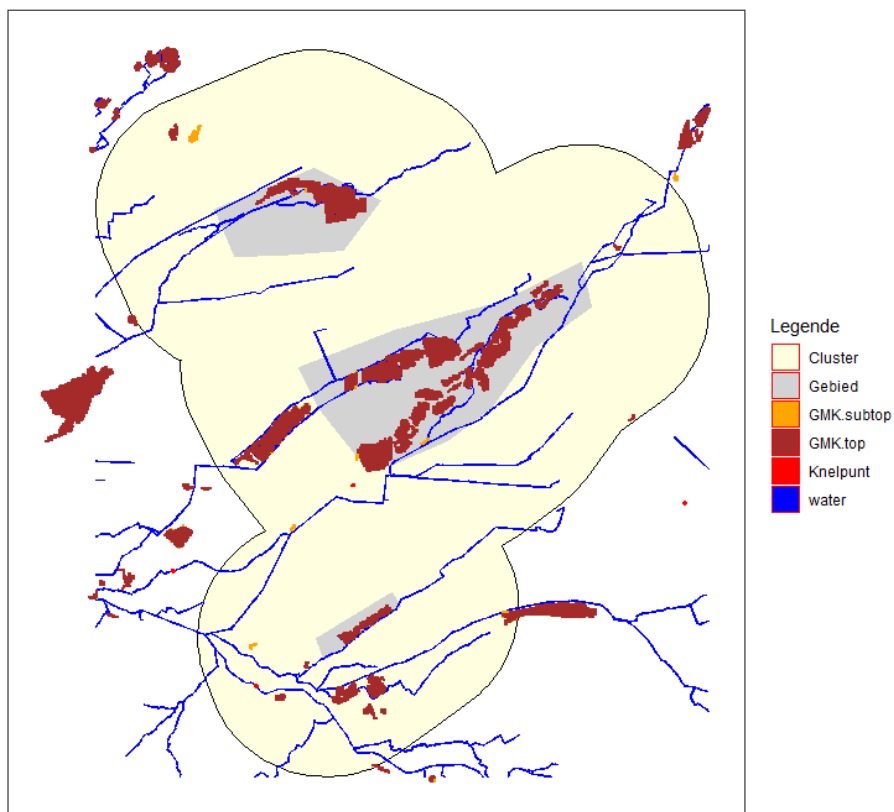 Legende
Cluster
Gebied
GMK.subtop
GMK.top
Knelpunt
water